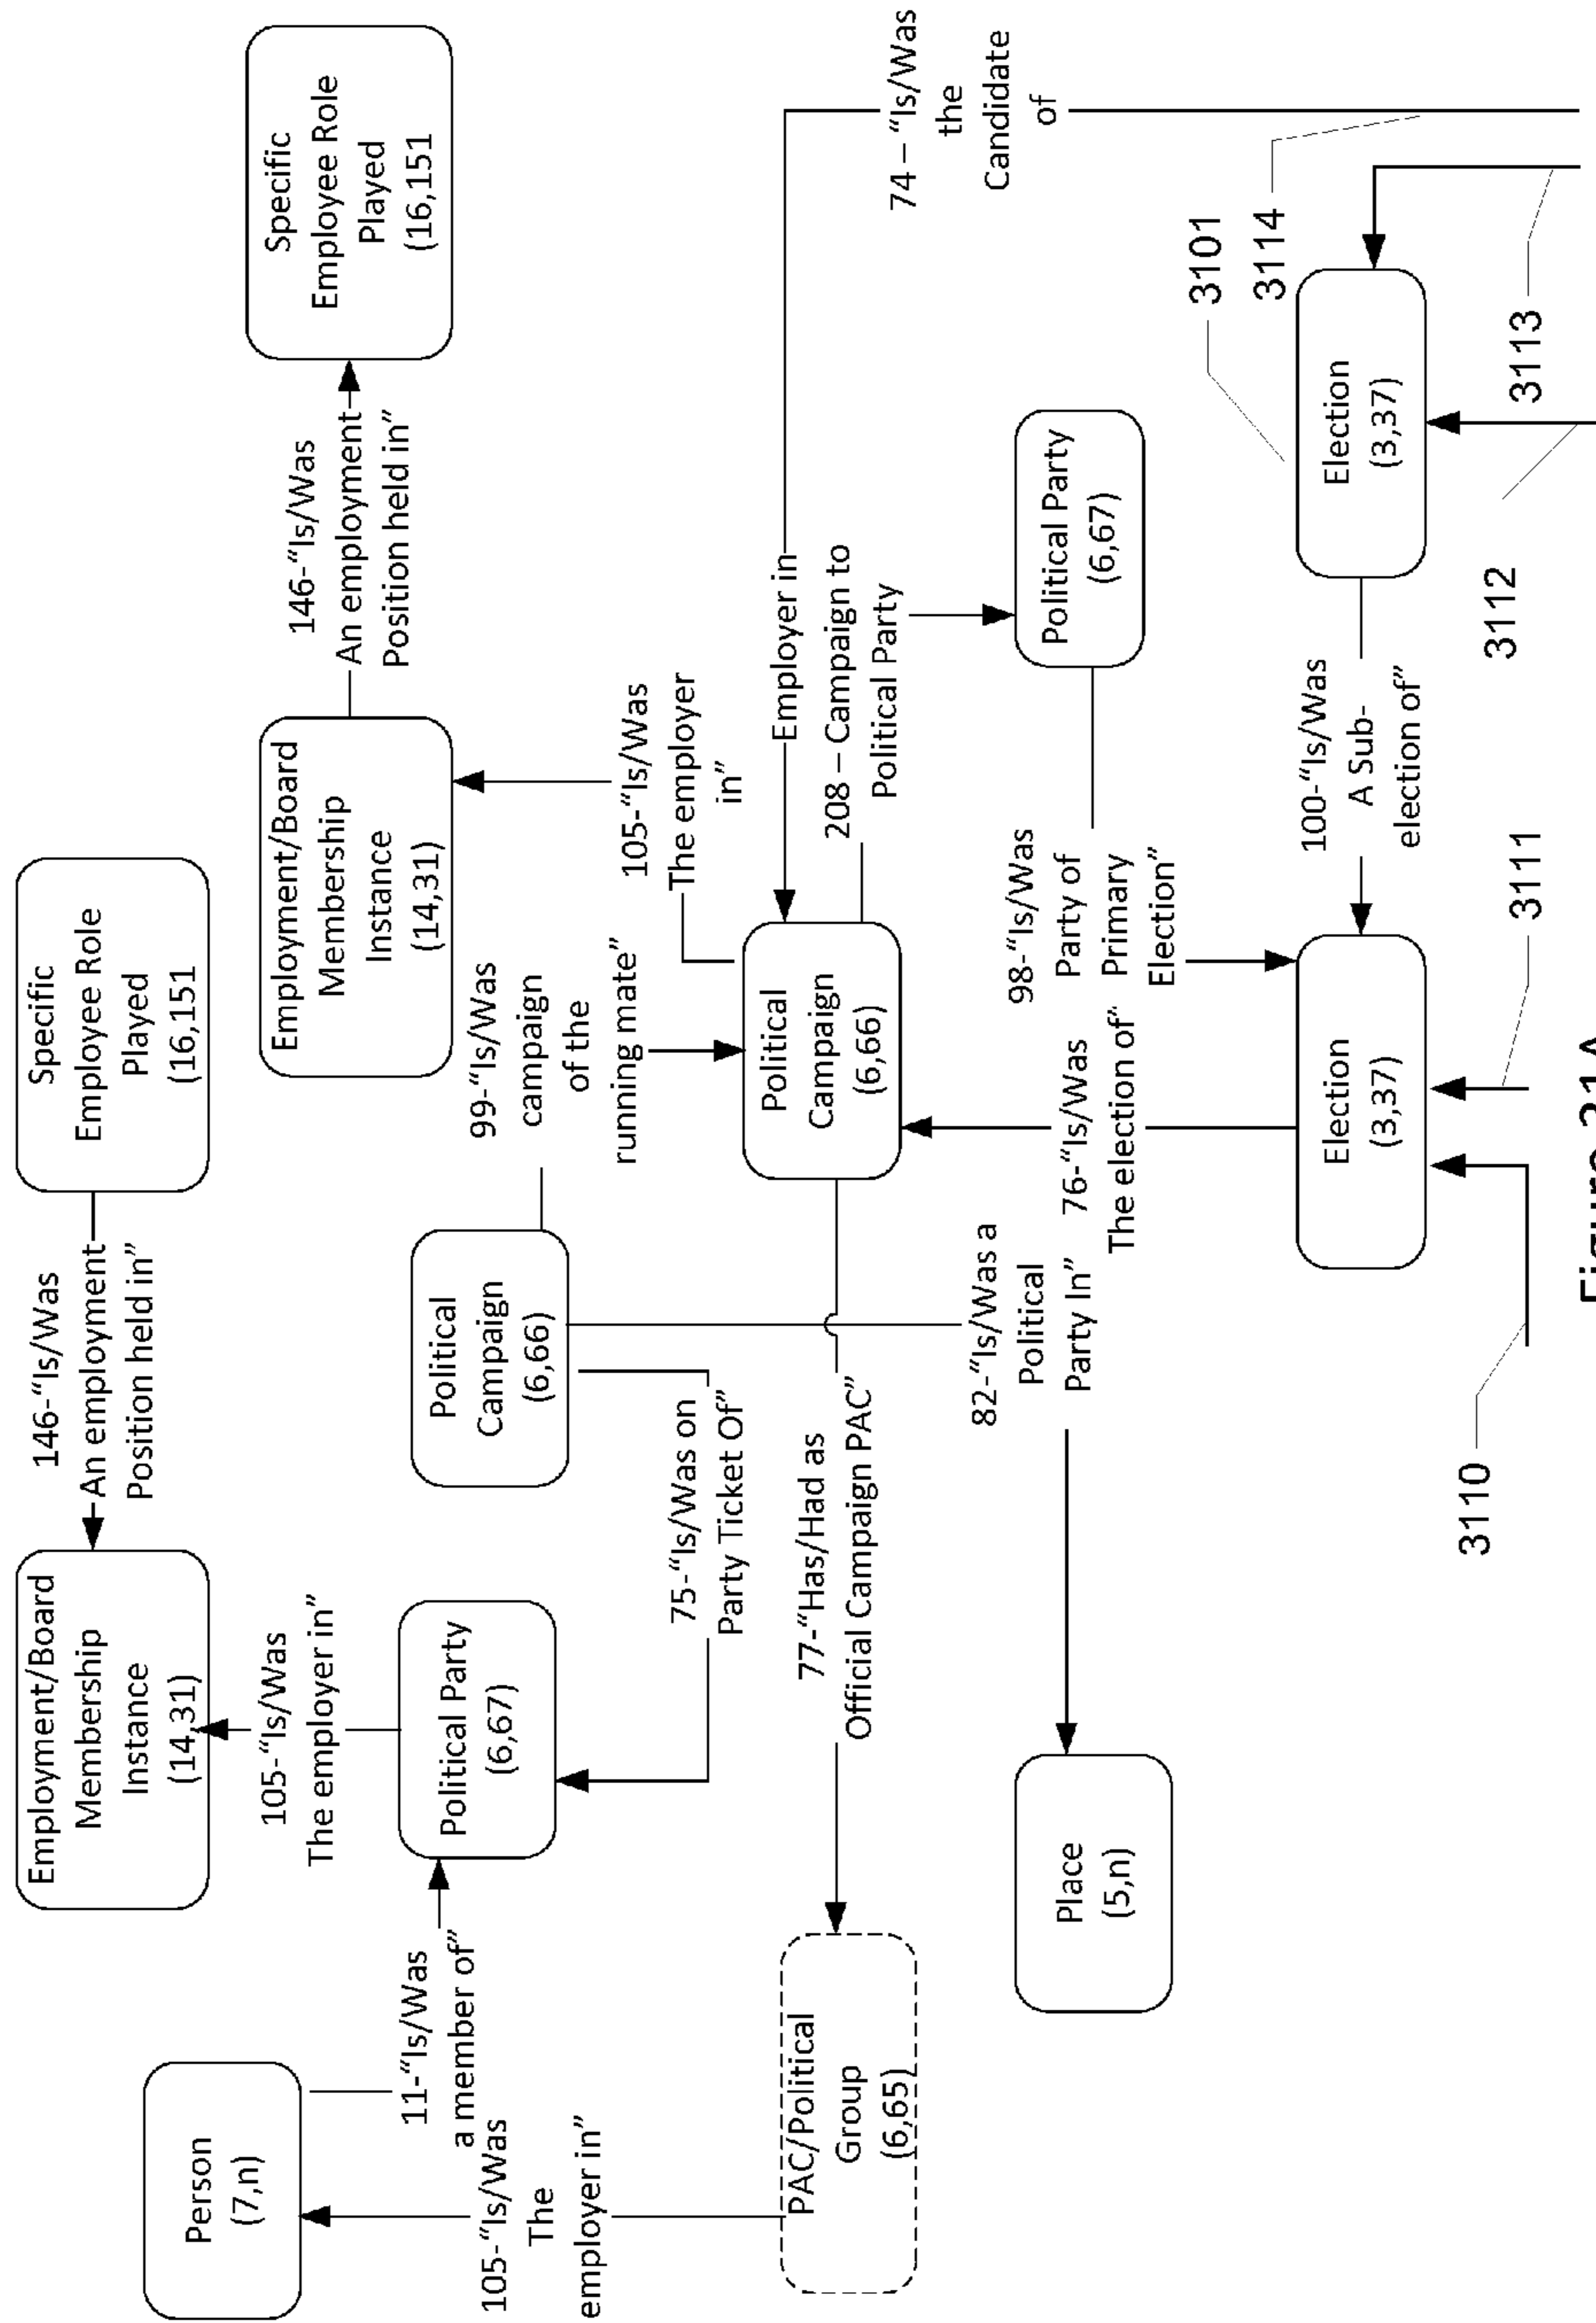 Specific
Employee Role
Played
(16,151)
146-“Is/Was
An employment
Position held in”
Employment/Board
Membership
Instance
(14,31)
105-“Is/Was
The employer in”
Person
(7,n)
11-“Is/Was
a member of”
Political Party
(6,67)
105-“Is/Was
The
employer in”
PAC/Political
Group
(6,65)
75-“Is/Was on
Party Ticket Of”
Political
Campaign
(6,66)
99-“Is/Was
campaign
of the
running mate”
77-“Has/Had as
Official Campaign PAC”
Political
Campaign
(6,66)
105-“Is/Was
The employer
in”
Employment/Board
Membership
Instance
(14,31)
146-“Is/Was
An employment
Position held in”
Specific
Employee Role
Played
(16,151)
Employer in
74 – “Is/Was
the
Candidate
of
208 – Campaign to
Political Party
Political Party
(6,67)
98-“Is/Was
Party of
Primary
Election”
76-“Is/Was
The election of”
82-“Is/Was a
Political
Party In”
Place
(5,n)
Election
(3,37)
100-“Is/Was
A Sub-
election of”
Election
(3,37)
3101
3114
3113
3112
3111
3110
Figure 31A